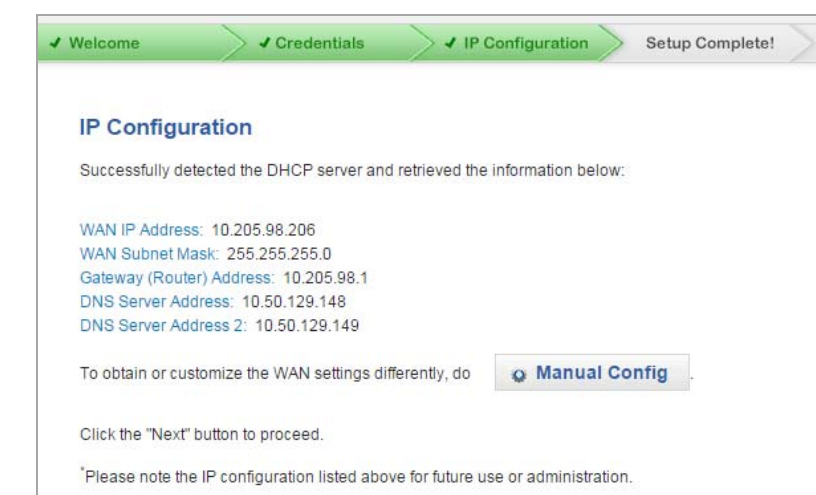 ✔ Welcome ✔ Credentials ✔ IP Configuration Setup Complete!
IP Configuration
Successfully detected the DHCP server and retrieved the information below:
WAN IP Address: 10.205.98.206
WAN Subnet Mask: 255.255.255.0
Gateway (Router) Address: 10.205.98.1
DNS Server Address: 10.50.129.148
DNS Server Address 2: 10.50.129.149
To obtain or customize the WAN settings differently, do Manual Config .
Click the "Next" button to proceed.
*Please note the IP configuration listed above for future use or administration.